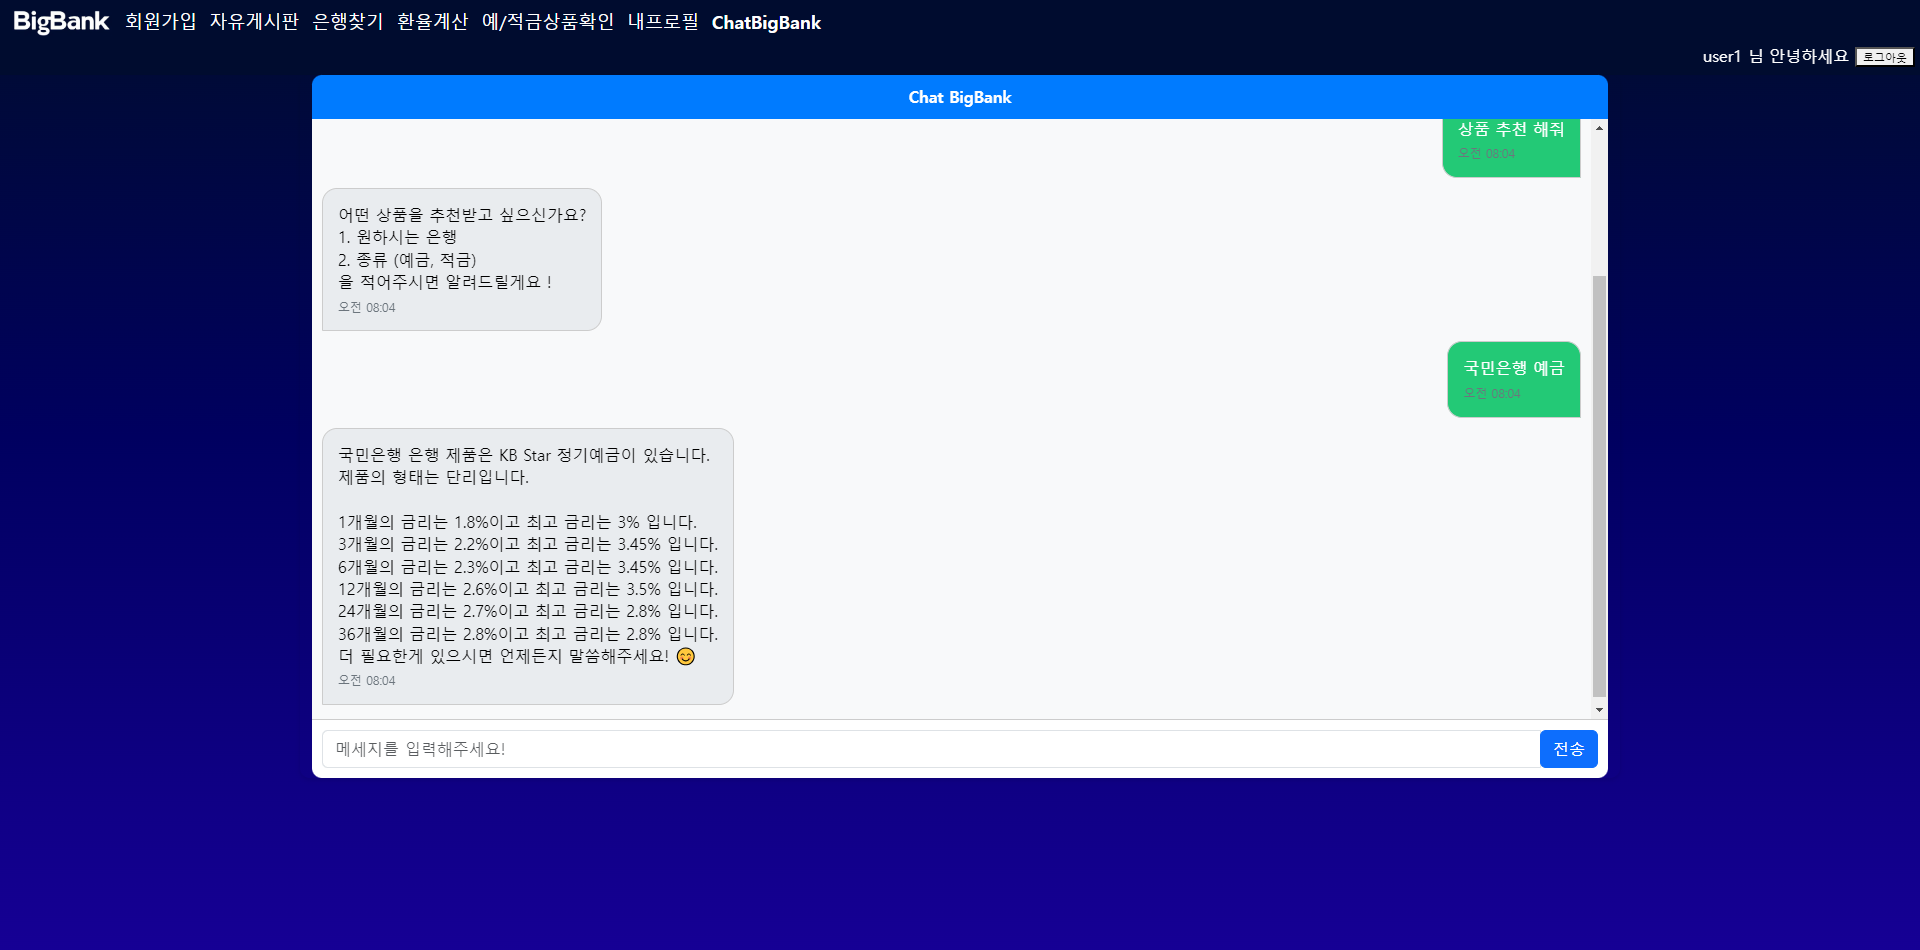 BigBank 회원가입 자유게시판 은행찾기 환율계산 예/적금상품확인 내프로필 ChatBigBank
user1 님 안녕하세요 로그아웃
Chat BigBank
상품 추천 해줘
오전 08:04
어떤 상품을 추천받고 싶으신가요?
1. 원하시는 은행
2. 종류 (예금, 적금)
을 적어주시면 알려드릴게요 !
오전 08:04
국민은행 예금
오전 08:04
국민은행 은행 제품은 KB Star 정기예금이 있습니다.
제품의 형태는 단리입니다.
1개월의 금리는 1.8%이고 최고 금리는 3% 입니다.
3개월의 금리는 2.2%이고 최고 금리는 3.45% 입니다.
6개월의 금리는 2.3%이고 최고 금리는 3.45% 입니다.
12개월의 금리는 2.6%이고 최고 금리는 3.5% 입니다.
24개월의 금리는 2.7%이고 최고 금리는 2.8% 입니다.
36개월의 금리는 2.8%이고 최고 금리는 2.8% 입니다.
더 필요한게 있으시면 언제든지 말씀해주세요! 😊
오전 08:04
메세지를 입력해주세요! 전송